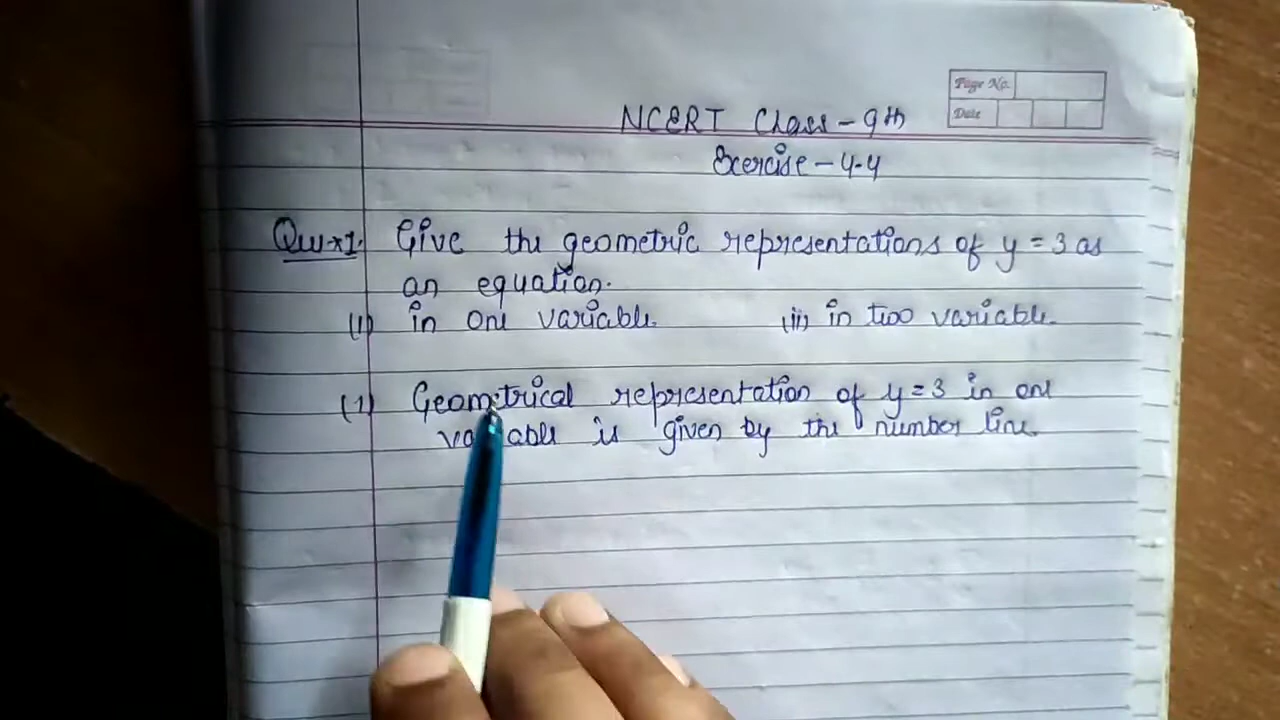 Page No.
Date
NCERT Class - 9th
Exercise - 4.4
Que*1. Give the geometric representations of y = 3 as
an equation.
(i) in one variable. (ii) in two variable.
(1) Geometrical representation of y = 3 in one
variable is given by the number line.